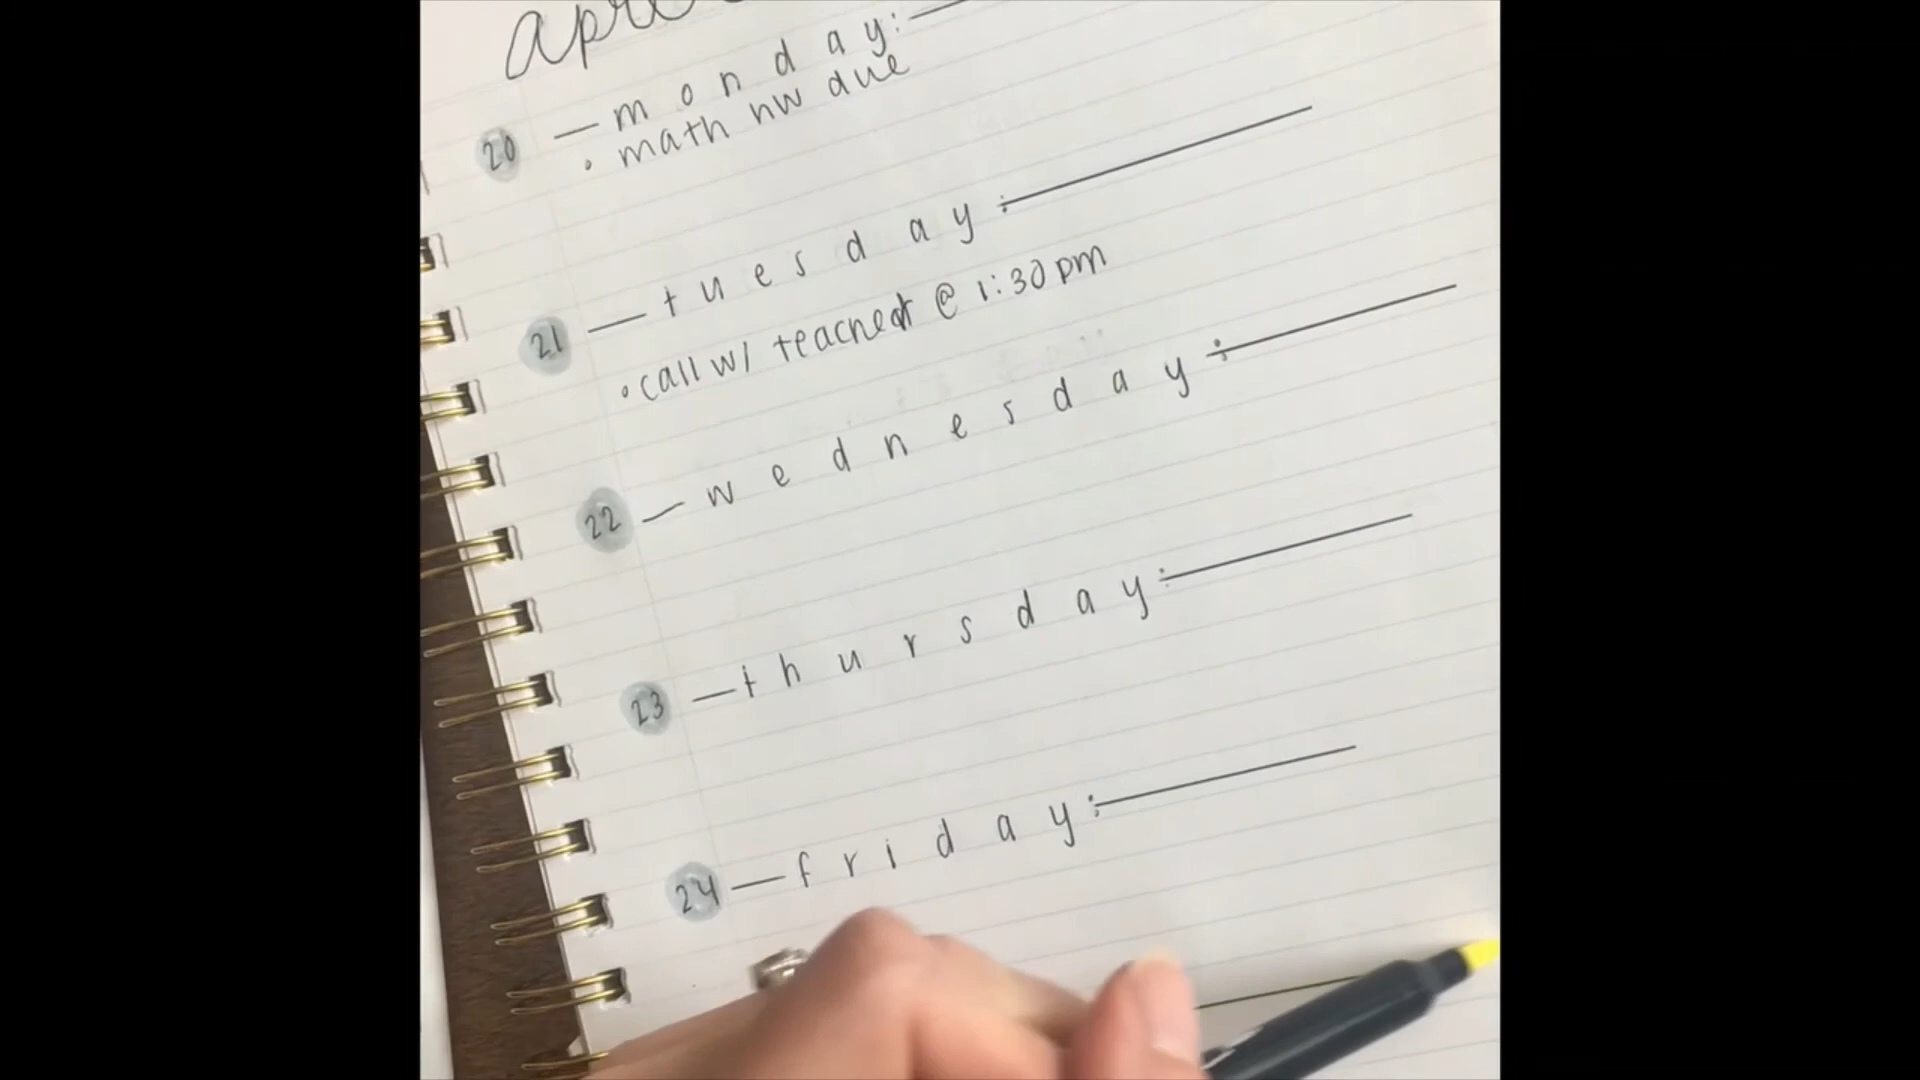 20 — monday:
• math hw due
21 — tuesday:
• call w/ teacher @ 1:30 pm
22 — wednesday:
23 — thursday:
24 — friday: